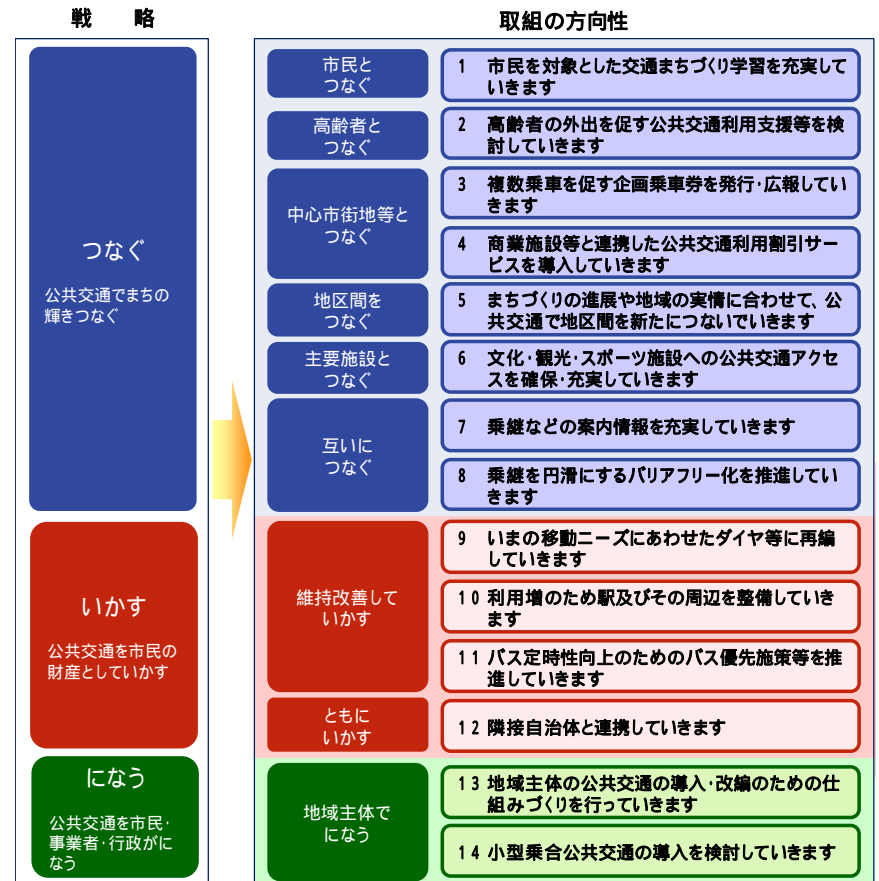 戦　略
取組の方向性
つなぐ
公共交通でまちの
輝きつなぐ
市民と
つなぐ
1 市民を対象とした交通まちづくり学習を充実して
いきます
高齢者と
つなぐ
2 高齢者の外出を促す公共交通利用支援等を検
討していきます
中心市街地等と
つなぐ
3 複数乗車を促す企画乗車券を発行・広報してい
きます
4 商業施設等と連携した公共交通利用割引サー
ビスを導入していきます
地区間を
つなぐ
5 まちづくりの進展や地域の実情に合わせて、公
共交通で地区間を新たにつないでいきます
主要施設と
つなぐ
6 文化・観光・スポーツ施設への公共交通アクセ
スを確保・充実していきます
互いに
つなぐ
7 乗継などの案内情報を充実していきます
8 乗継を円滑にするバリアフリー化を推進してい
きます
いかす
公共交通を市民の
財産としていかす
維持改善して
いかす
9 いまの移動ニーズにあわせたダイヤ等に再編
していきます
10 利用増のため駅及びその周辺を整備していき
ます
11 バス定時性向上のためのバス優先施策等を推
進していきます
ともに
いかす
12 隣接自治体と連携していきます
になう
公共交通を市民・
事業者・行政がに
なう
地域主体で
になう
13 地域主体の公共交通の導入・改編のための仕
組みづくりを行っていきます
14 小型乗合公共交通の導入を検討していきます